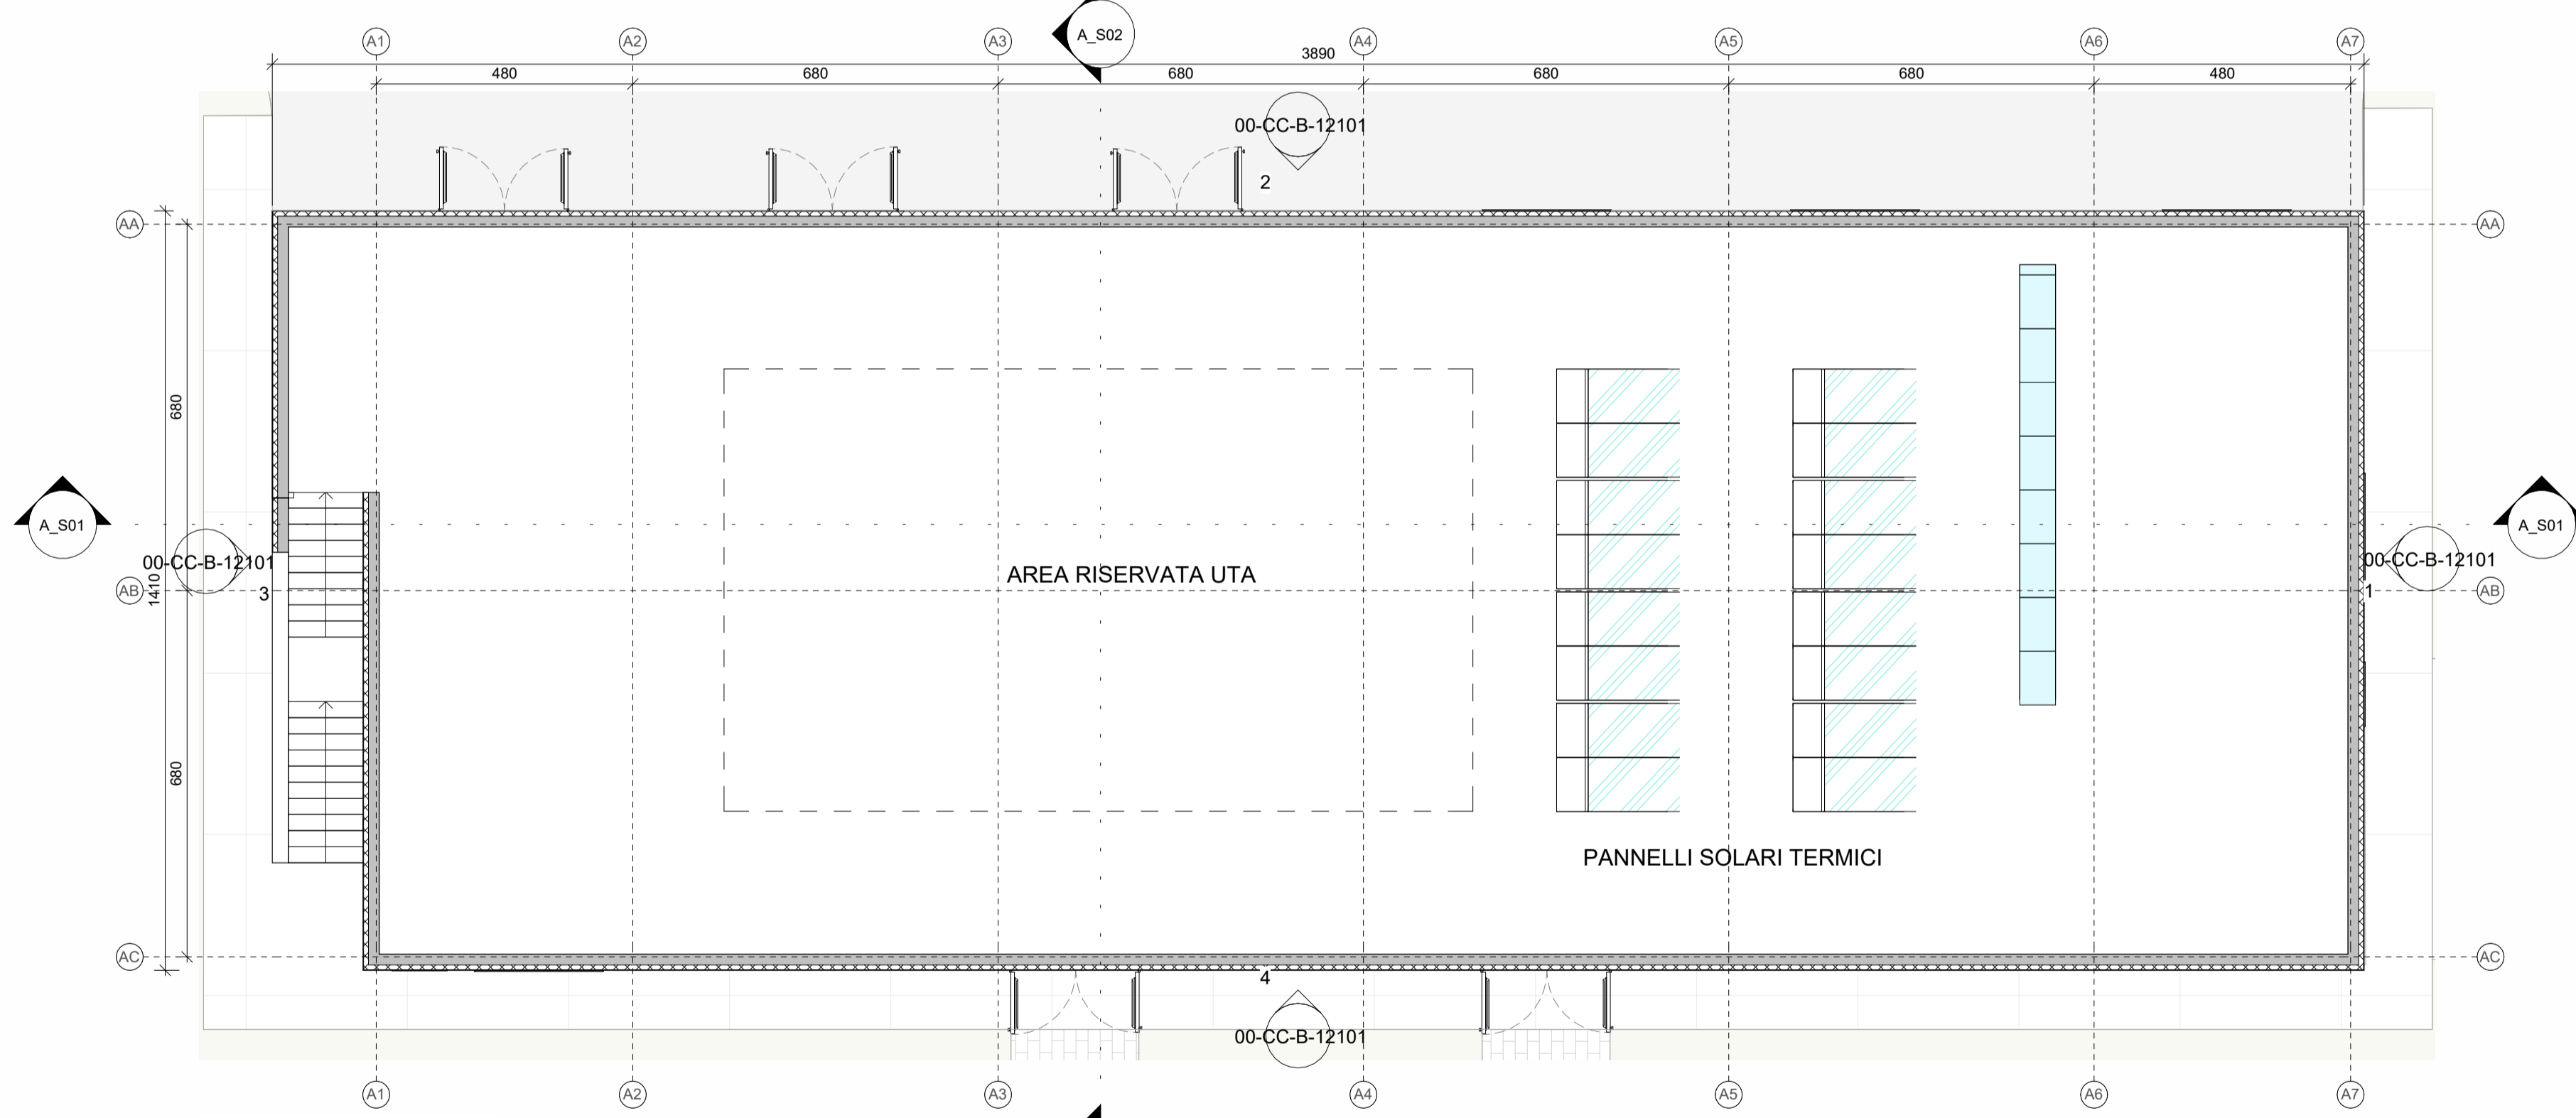 A1 A2 A3 A_S02 A4 A5 A6 A7
3890
480 680 680 680 680 480
00-CC-B-12101
2
AA AA
680
A_S01 A_S01
00-CC-B-12101 00-CC-B-12101
AREA RISERVATA UTA
AB 1410 3 1 AB
680
PANNELLI SOLARI TERMICI
AC AC
4
00-CC-B-12101
A1 A2 A3 A4 A5 A6 A7